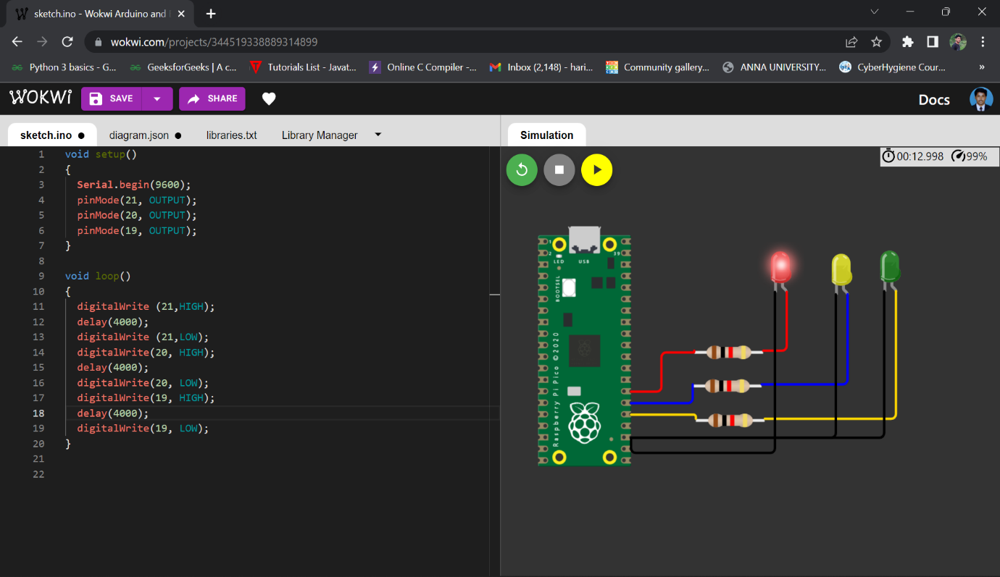 sketch.ino - Wokwi Arduino and
wokwi.com/projects/344519338889314899
Python 3 basics - G... GeeksforGeeks | A c... Tutorials List - Javat... Online C Compiler -... Inbox (2,148) - hari... Community gallery... ANNA UNIVERSITY... CyberHygiene Cour... »
WOKWi SAVE SHARE Docs
sketch.ino diagram.json libraries.txt Library Manager Simulation
00:12.998 99%
1 void setup()
2 {
3 Serial.begin(9600);
4 pinMode(21, OUTPUT);
5 pinMode(20, OUTPUT);
6 pinMode(19, OUTPUT);
7 }
8
9 void loop()
10 {
11 digitalWrite (21,HIGH);
12 delay(4000);
13 digitalWrite (21,LOW);
14 digitalWrite(20, HIGH);
15 delay(4000);
16 digitalWrite(20, LOW);
17 digitalWrite(19, HIGH);
18 delay(4000);
19 digitalWrite(19, LOW);
20 }
21
22
1
2 39
LED USB
BOOTSEL
Raspberry Pi Pico ©2020